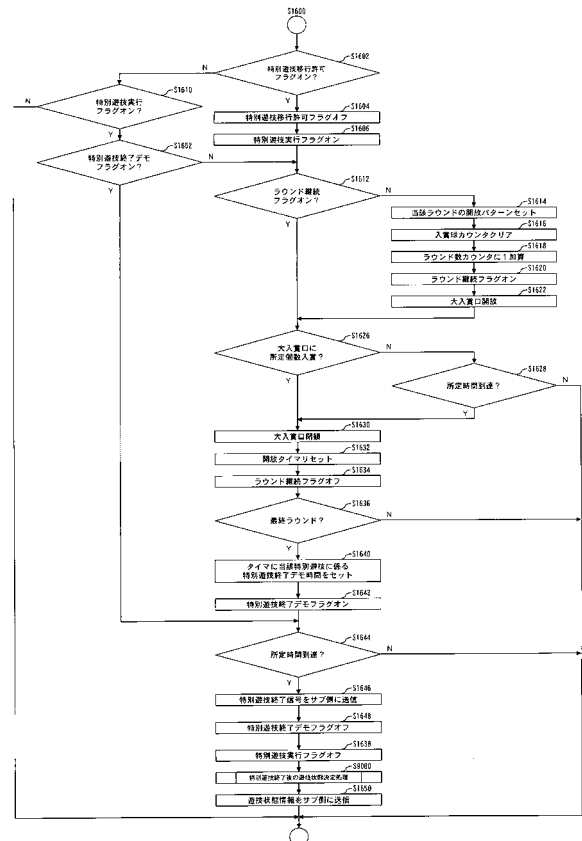 S1600
S1602
特別遊技移行許可
フラグオン？
N
Y
S1610
特別遊技実行
フラグオン？
N
Y
S1604
特別遊技移行許可フラグオフ
S1606
特別遊技実行フラグオン
S1652
特別遊技終了デモ
フラグオン？
N
Y
S1612
ラウンド継続
フラグオン？
N
Y
S1614
当該ラウンドの開放パターンセット
S1616
入賞球カウンタクリア
S1618
ラウンド数カウンタに1加算
S1620
ラウンド継続フラグオン
S1622
大入賞口開放
S1626
大入賞口に
所定個数入賞？
N
Y
S1628
所定時間到達？
N
Y
S1630
大入賞口閉鎖
S1632
開放タイマリセット
S1634
ラウンド継続フラグオフ
S1636
最終ラウンド？
N
Y
S1640
タイマに当該特別遊技に係る
特別遊技終了デモ時間をセット
S1642
特別遊技終了デモフラグオン
S1644
所定時間到達？
N
Y
S1646
特別遊技終了信号をサブ側に送信
S1648
特別遊技終了デモフラグオフ
S1638
特別遊技実行フラグオフ
S9000
特別遊技終了後の遊技状態決定処理
S1650
遊技状態情報をサブ側に送信